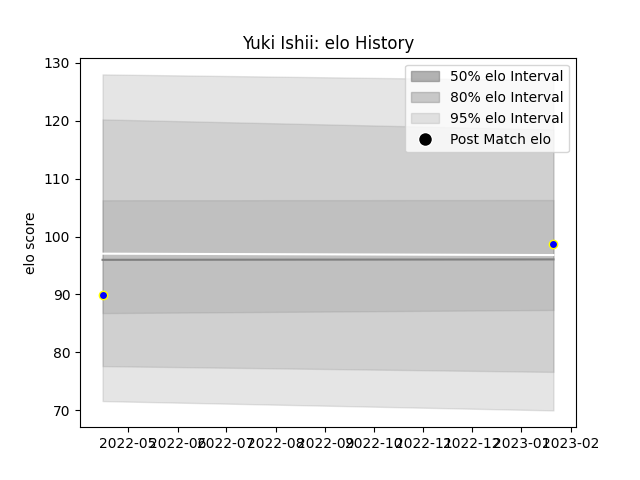 Yuki Ishii: elo History
130
120
110
100
90
80
70
elo score
50% elo Interval
80% elo Interval
95% elo Interval
Post Match elo
2022-05 2022-06 2022-07 2022-08 2022-09 2022-10 2022-11 2022-12 2023-01 2023-02